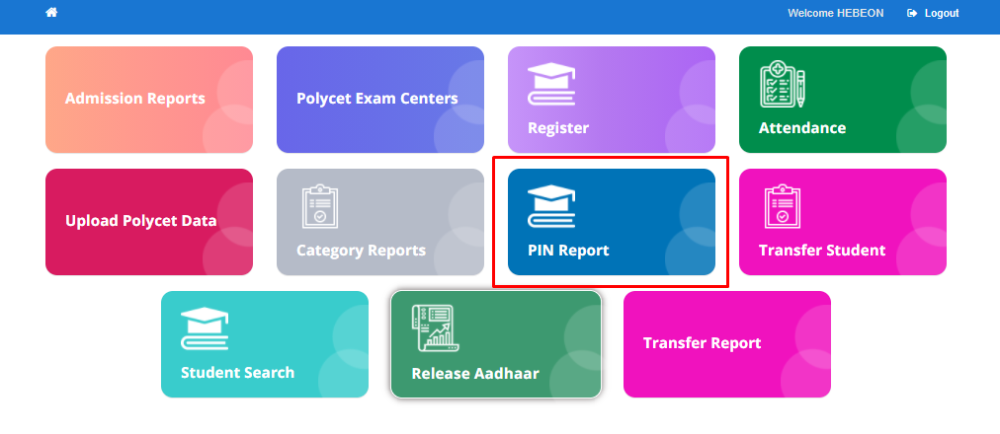 Welcome HEBEON Logout
Admission Reports
Polycet Exam Centers
Register
Attendance
Upload Polycet Data
Category Reports
PIN Report
Transfer Student
Student Search
Release Aadhaar
Transfer Report